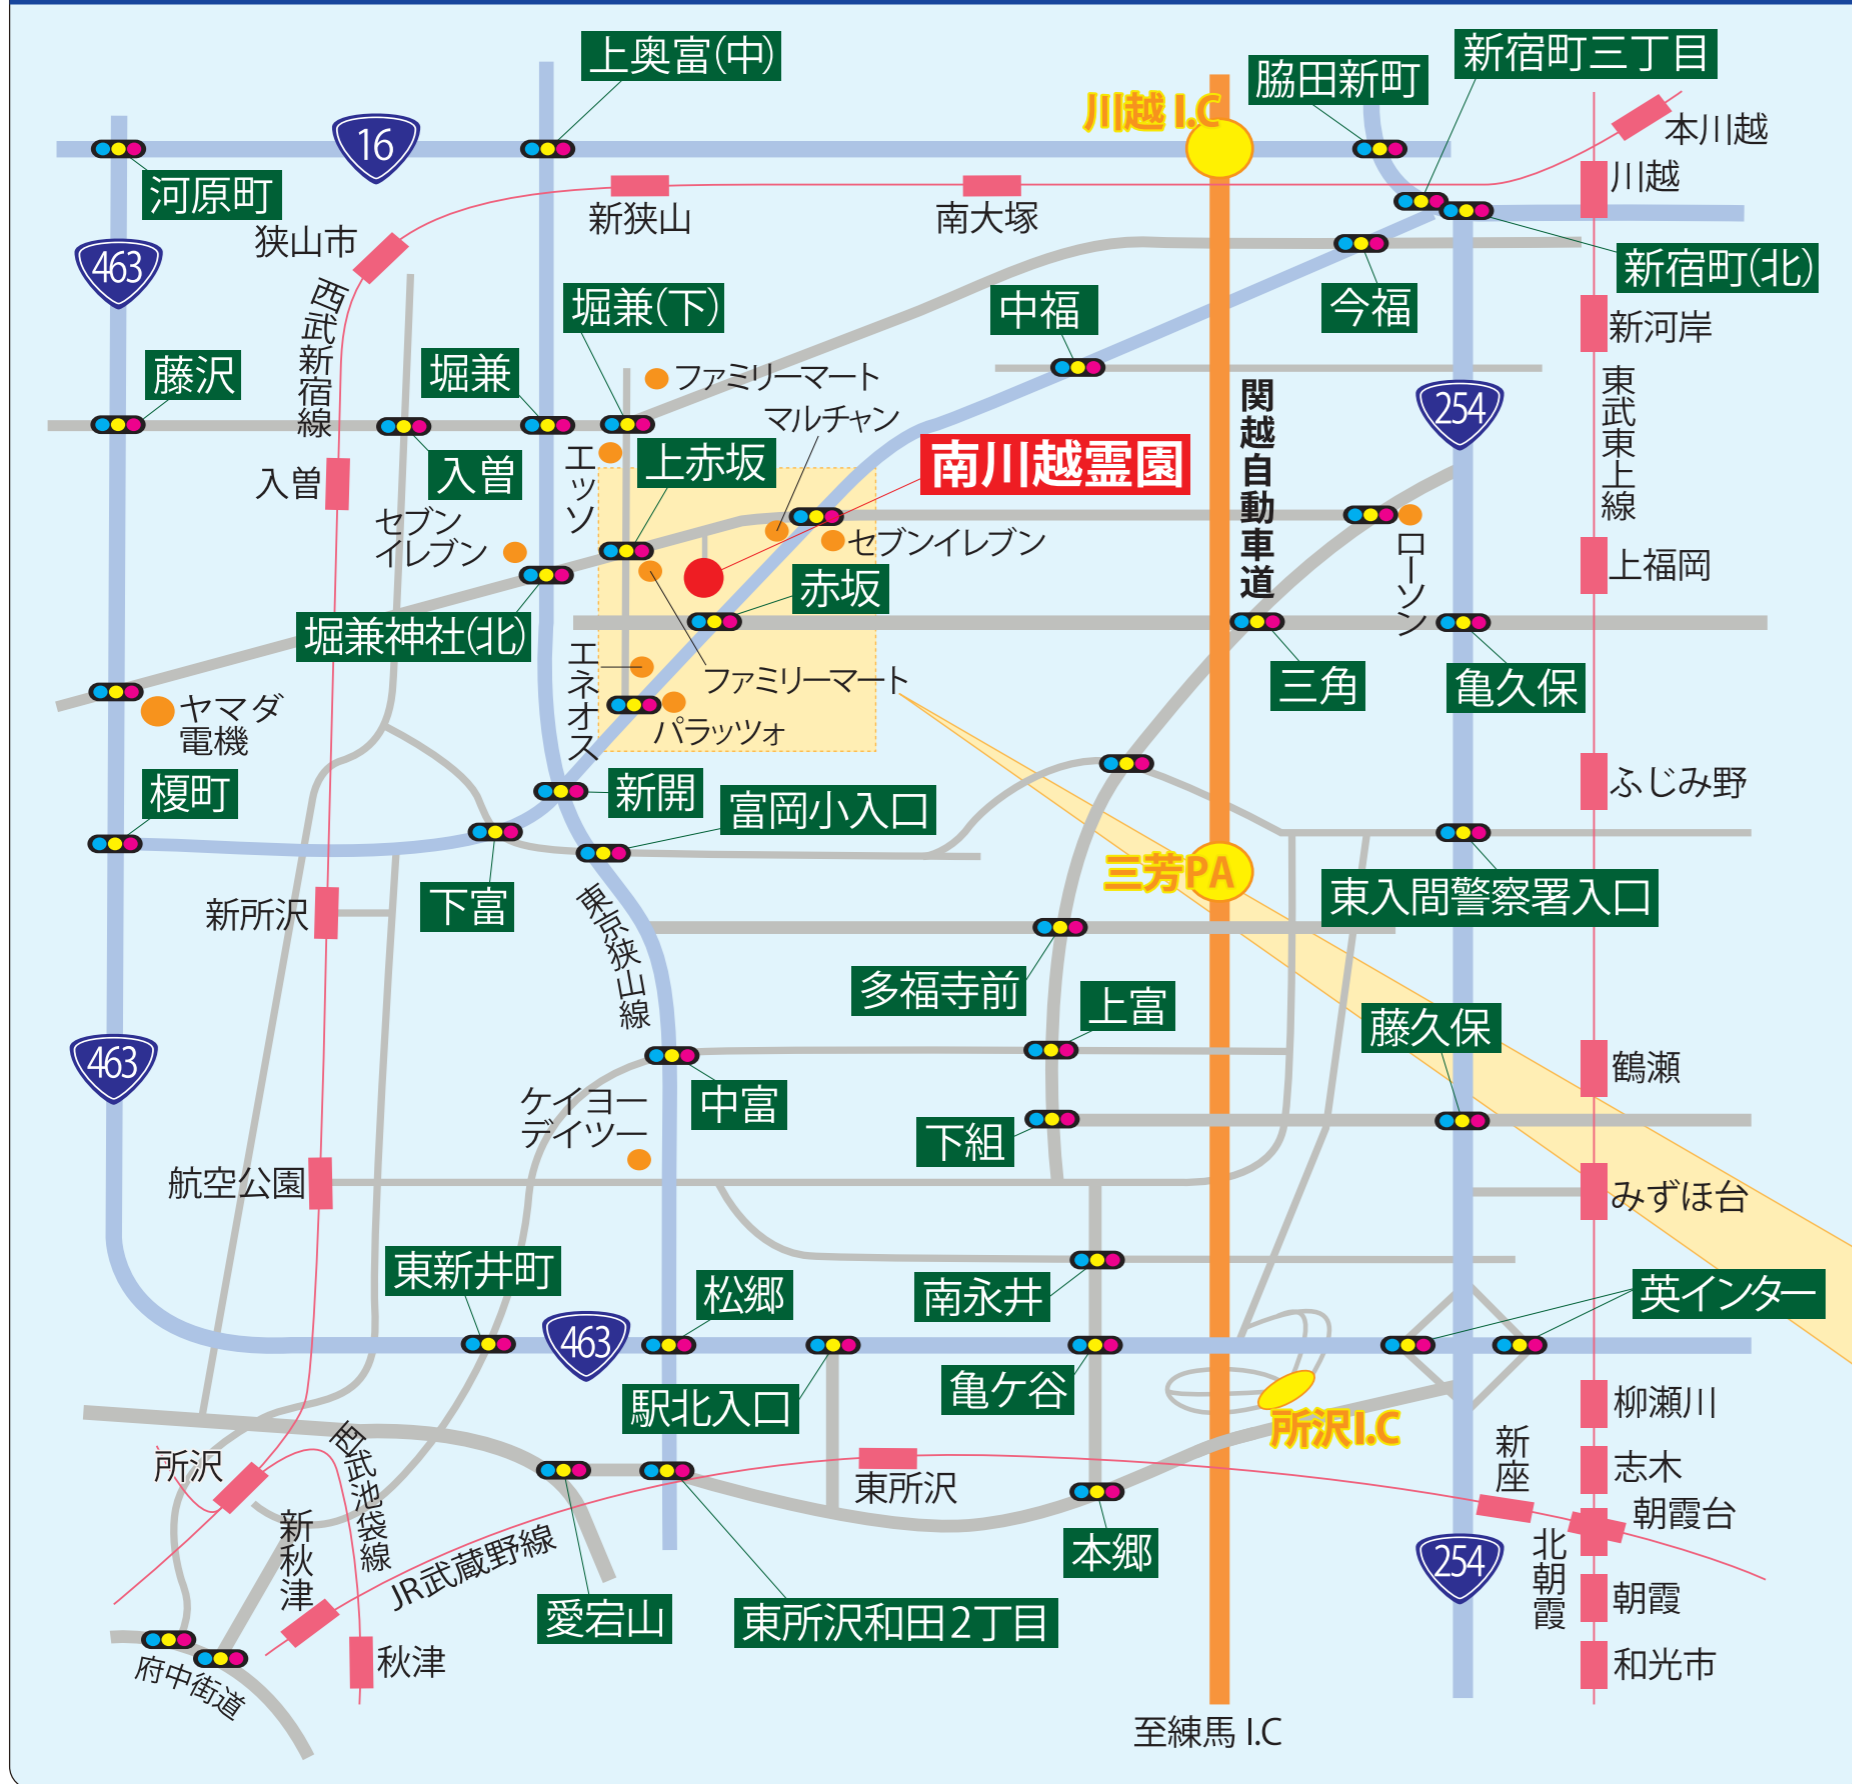 上奥富(中)
新宿町三丁目
脇田新町
川越 I.C
16
本川越
河原町
川越
新狭山
南大塚
狭山市
463
新宿町(北)
堀兼(下)
中福
今福
西武新宿線
新河岸
藤沢
堀兼
ファミリーマート
関越自動車道
254
東武東上線
マルチャン
入曽
入曽
エッソ
上赤坂
南川越霊園
セブン
イレブン
セブンイレブン
ローソン
上福岡
赤坂
堀兼神社(北)
エネオス
ファミリーマート
三角
亀久保
ヤマダ
電機
パラッツォ
榎町
新開
富岡小入口
ふじみ野
三芳PA
下富
東入間警察署入口
新所沢
東京狭山線
多福寺前
上富
藤久保
463
鶴瀬
中富
ケイヨー
デイツー
下組
航空公園
みずほ台
東新井町
松郷
南永井
英インター
463
駅北入口
亀ケ谷
所沢I.C
柳瀬川
所沢
西武池袋線
東所沢
新座
志木
新秋津
朝霞台
JR武蔵野線
本郷
254
北朝霞
愛宕山
東所沢和田2丁目
朝霞
府中街道
秋津
和光市
至練馬 I.C